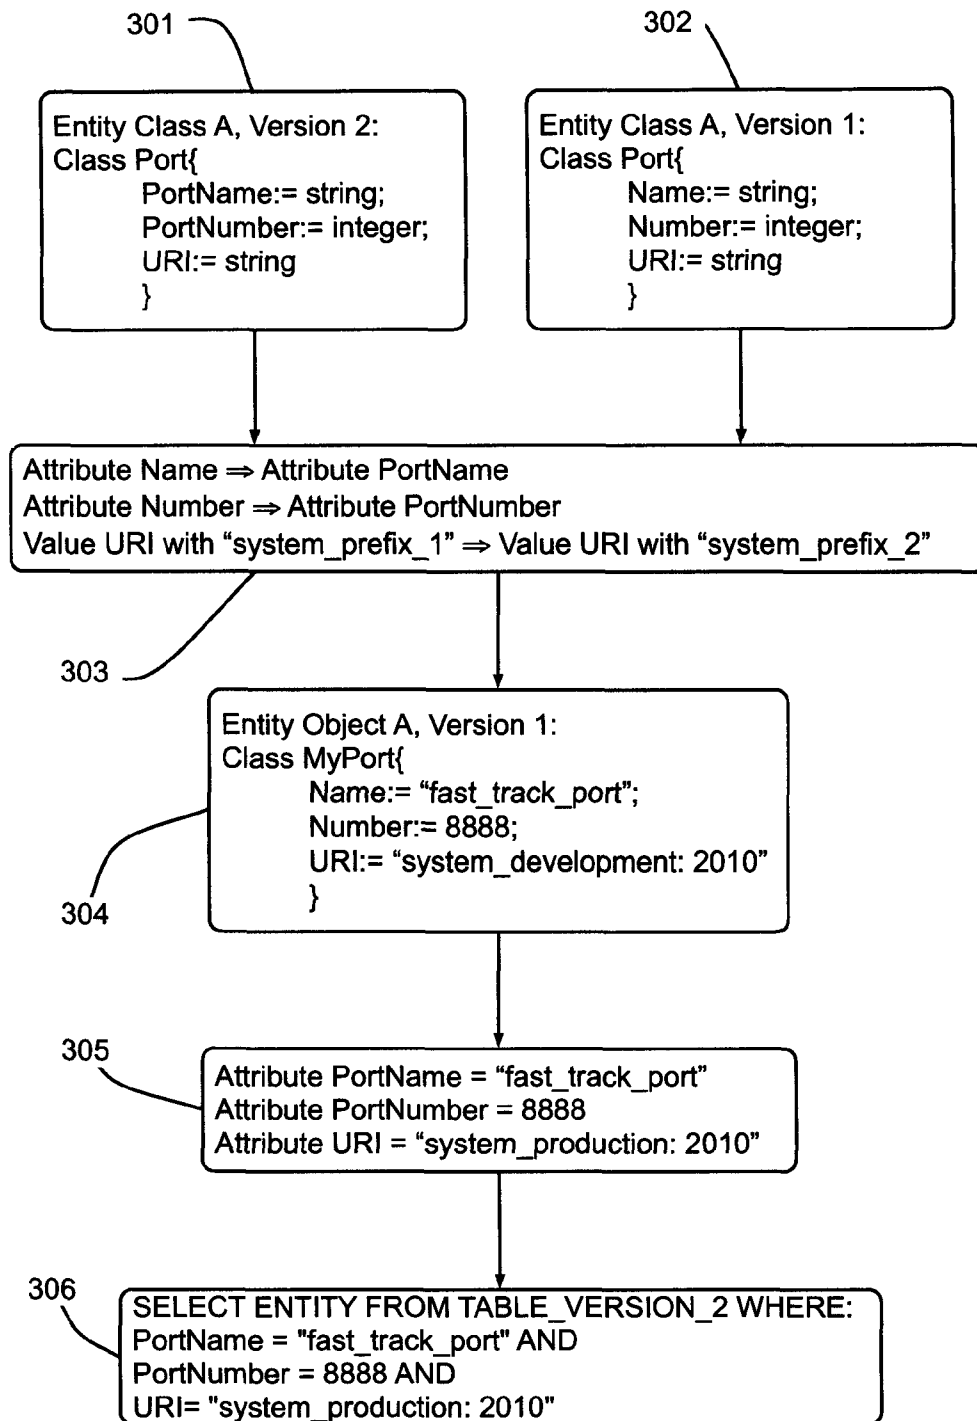 301
302
Entity Class A, Version 2:
Class Port{
PortName:= string;
PortNumber:= integer;
URI:= string
}
Entity Class A, Version 1:
Class Port{
Name:= string;
Number:= integer;
URI:= string
}
Attribute Name ⇒ Attribute PortName
Attribute Number ⇒ Attribute PortNumber
Value URI with “system_prefix_1” ⇒ Value URI with “system_prefix_2”
303
Entity Object A, Version 1:
Class MyPort{
Name:= “fast_track_port”;
Number:= 8888;
URI:= “system_development: 2010”
}
304
305
Attribute PortName = “fast_track_port”
Attribute PortNumber = 8888
Attribute URI = “system_production: 2010”
306
SELECT ENTITY FROM TABLE_VERSION_2 WHERE:
PortName = "fast_track_port" AND
PortNumber = 8888 AND
URI= "system_production: 2010"